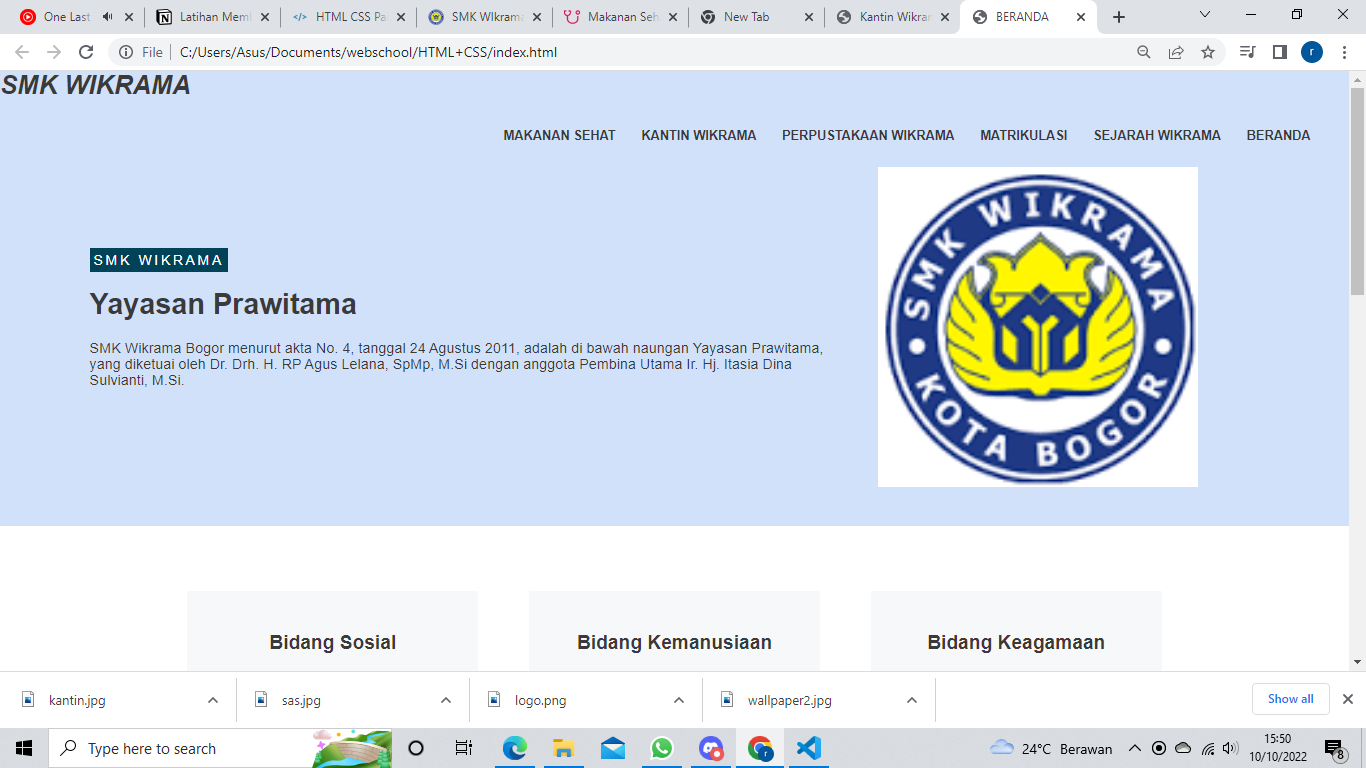 One Last
Latihan Meml
HTML CSS Pa
SMK WIkrama
Makanan Seh
New Tab
Kantin Wikrar
BERANDA
File
C:/Users/Asus/Documents/webschool/HTML+CSS/index.html
r
SMK WIKRAMA
MAKANAN SEHAT KANTIN WIKRAMA PERPUSTAKAAN WIKRAMA MATRIKULASI SEJARAH WIKRAMA BERANDA
SMK WIKRAMA
KOTA BOGOR
SMK WIKRAMA
Yayasan Prawitama
SMK Wikrama Bogor menurut akta No. 4, tanggal 24 Agustus 2011, adalah di bawah naungan Yayasan Prawitama,
yang diketuai oleh Dr. Drh. H. RP Agus Lelana, SpMp, M.Si dengan anggota Pembina Utama Ir. Hj. Itasia Dina
Sulvianti, M.Si.
Bidang Sosial
Bidang Kemanusiaan
Bidang Keagamaan
kantin.jpg
sas.jpg
logo.png
wallpaper2.jpg
Show all
Type here to search
r
24°C Berawan
15:50
10/10/2022
8